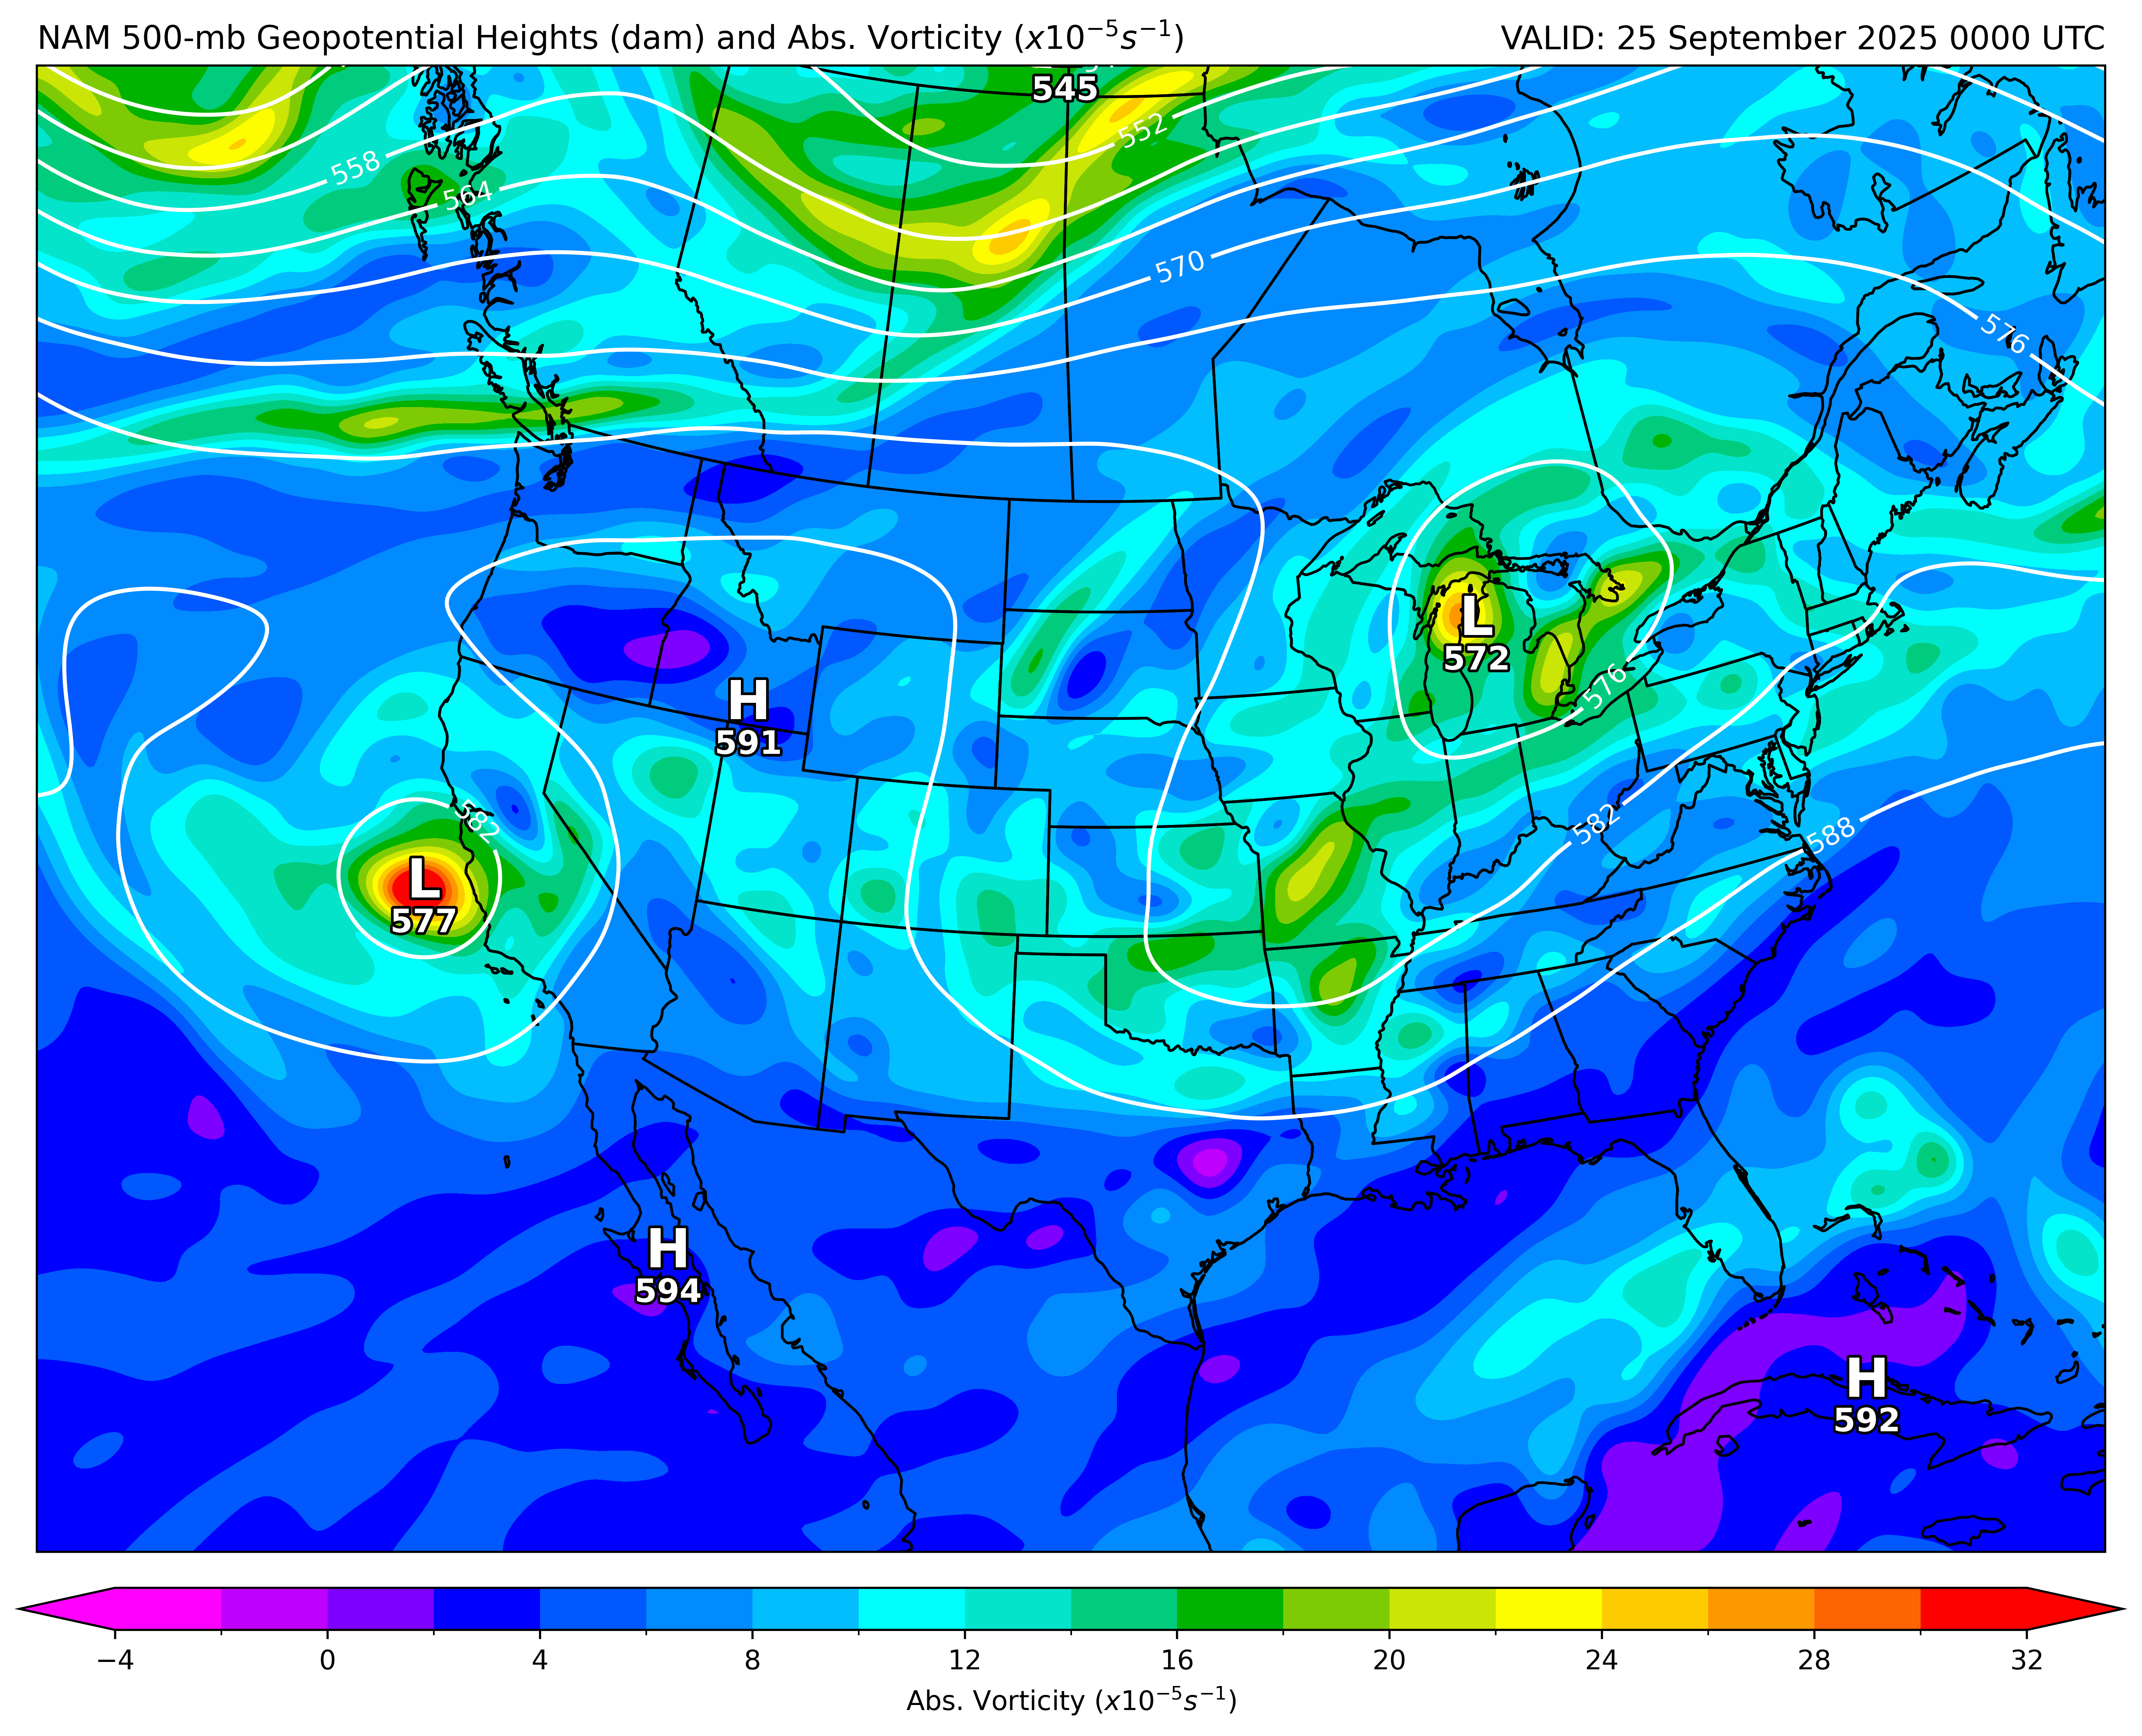 NAM 500-mb Geopotential Heights (dam) and Abs. Vorticity (x10⁻⁵s⁻¹)
VALID: 25 September 2025 0000 UTC
545
552
558
564
570
576
L
572
H
591
576
582
L
577
582
588
H
594
H
592
−4 0 4 8 12 16 20 24 28 32
Abs. Vorticity (x10⁻⁵s⁻¹)